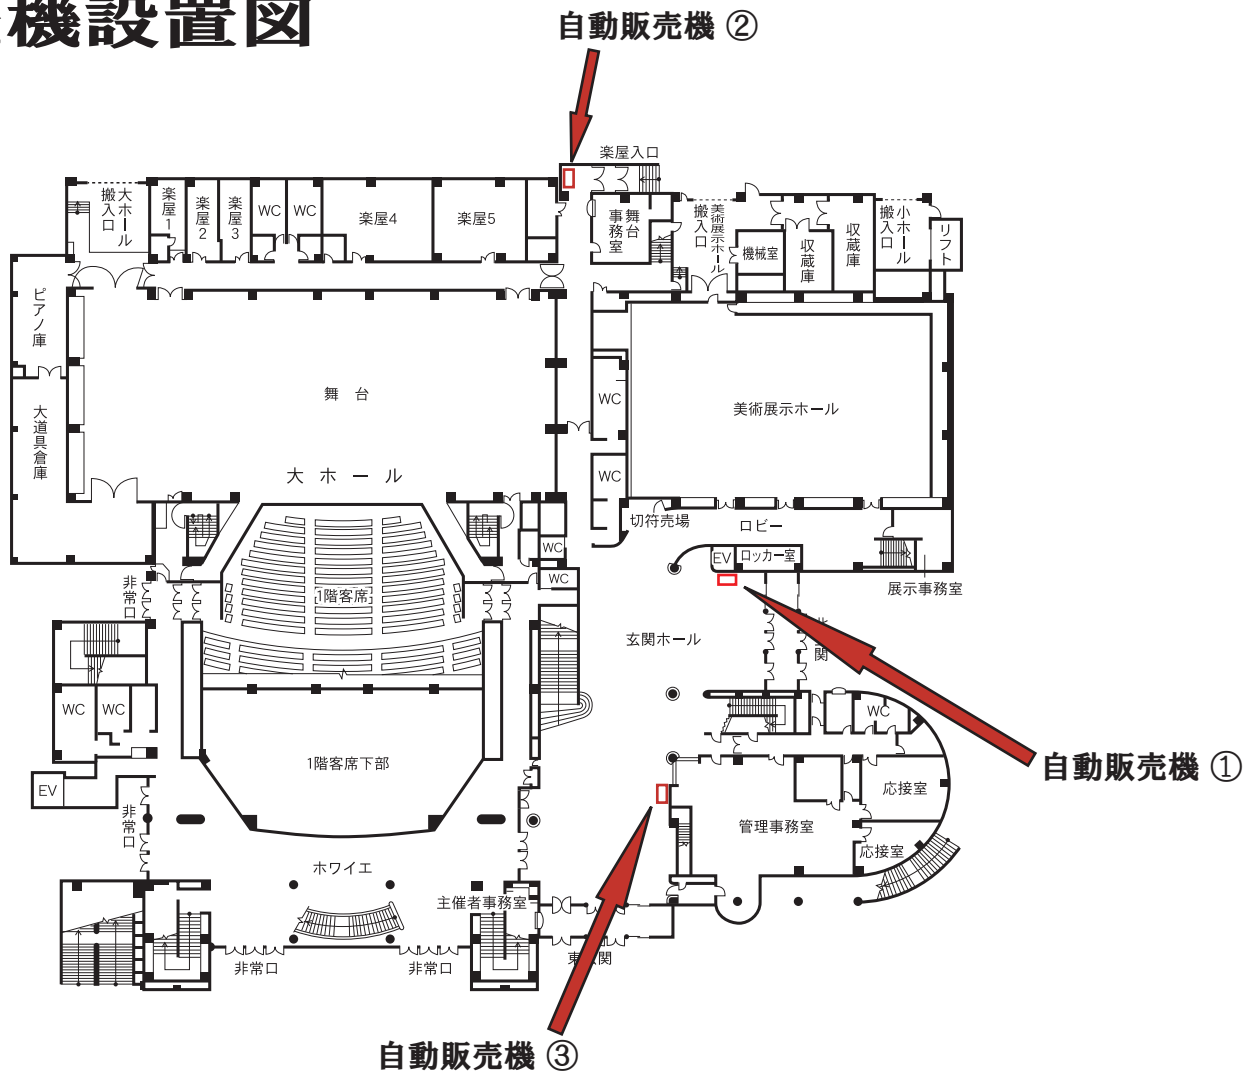 機設置図
自動販売機 ②
楽屋入口
大ホール
搬入口
楽屋1
楽屋2
楽屋3
WC
WC
楽屋4
楽屋5
舞台
事務室
美術展示ホール
搬入口
機械室
収蔵庫
収蔵庫
小ホール
搬入口
リフト
ピアノ庫
大道具倉庫
舞 台
大 ホ ー ル
WC
美術展示ホール
WC
切符売場
ロビー
WC
WC
EV
ロッカー室
展示事務室
非常口
1階客席
玄関ホール
関
WC
WC
WC
1階客席下部
自動販売機 ①
EV
非常口
応接室
管理事務室
応接室
ホワイエ
主催者事務室
非常口
非常口
東 関
自動販売機 ③